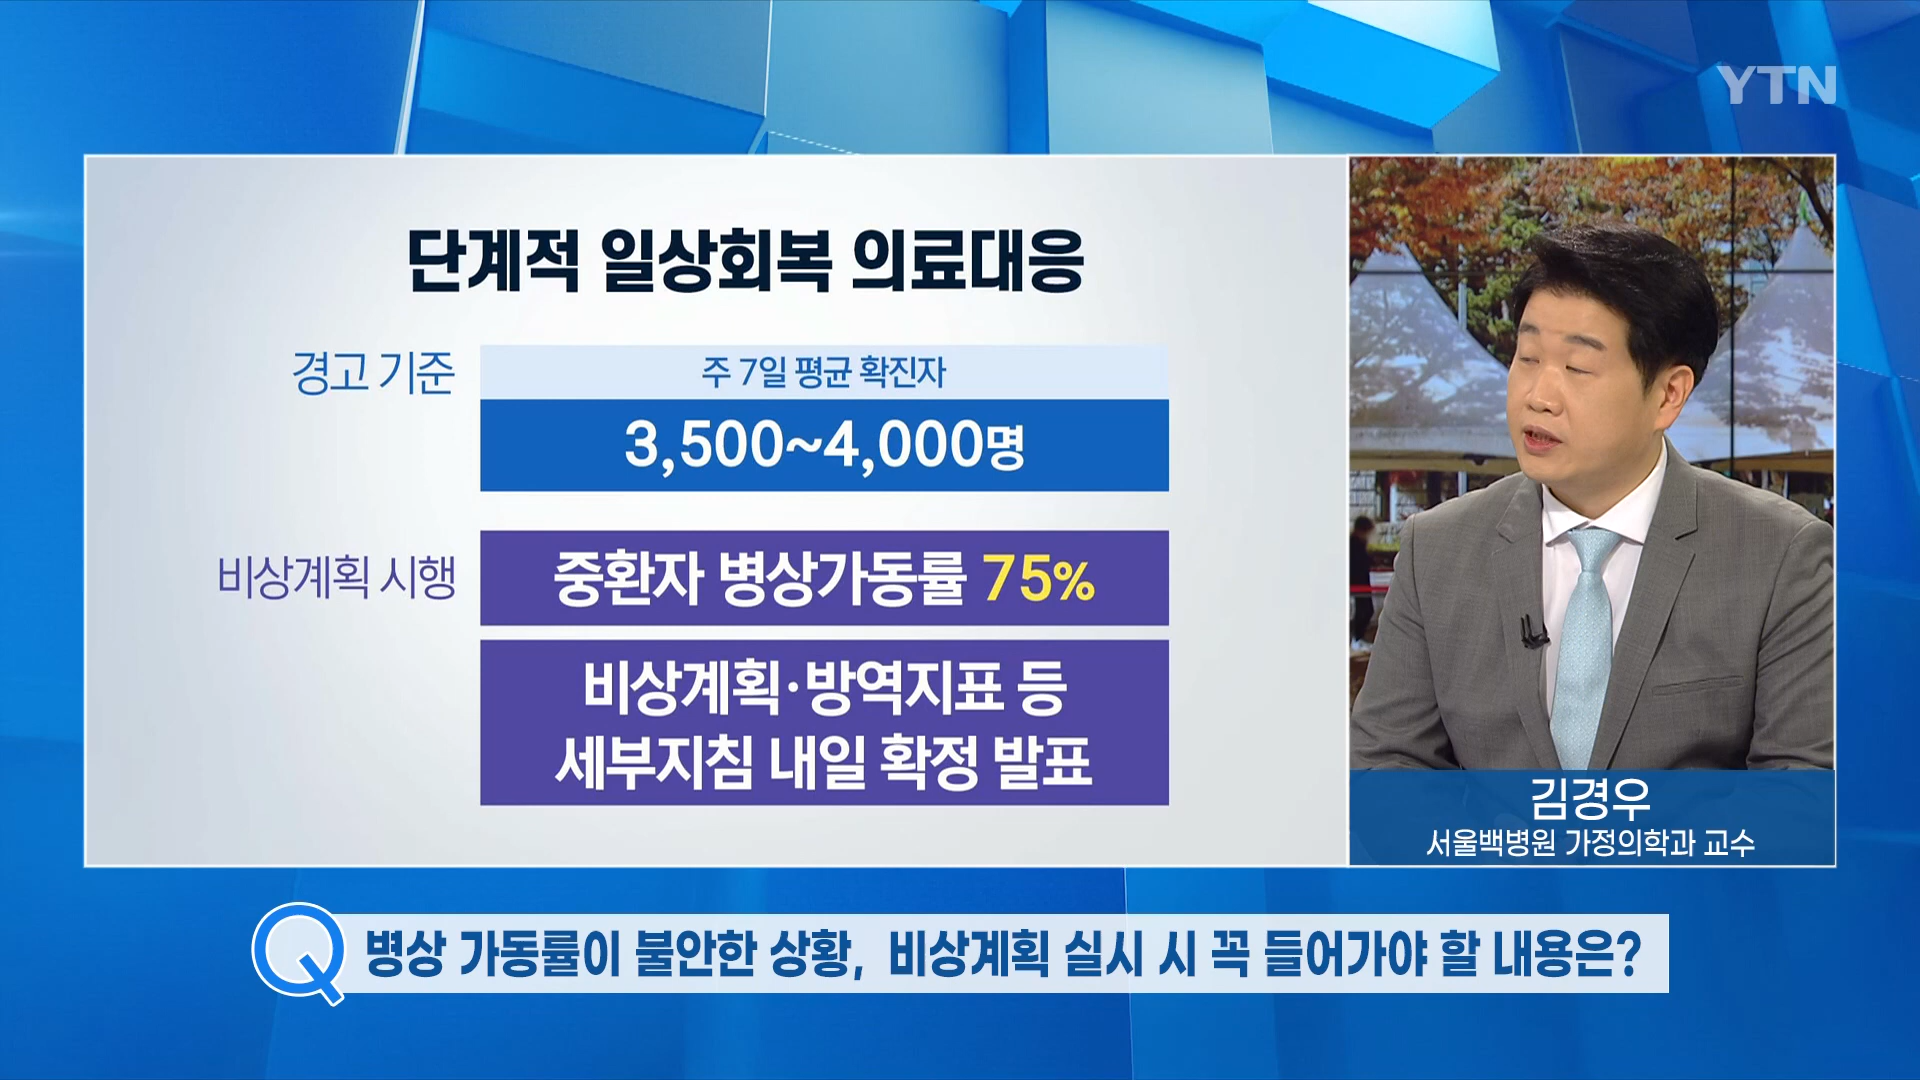 YTN
단계적 일상회복 의료대응
경고 기준
주 7일 평균 확진자
3,500~4,000명
비상계획 시행
중환자 병상가동률 75%
비상계획·방역지표 등
세부지침 내일 확정 발표
김경우
서울백병원 가정의학과 교수
Q 병상 가동률이 불안한 상황, 비상계획 실시 시 꼭 들어가야 할 내용은?